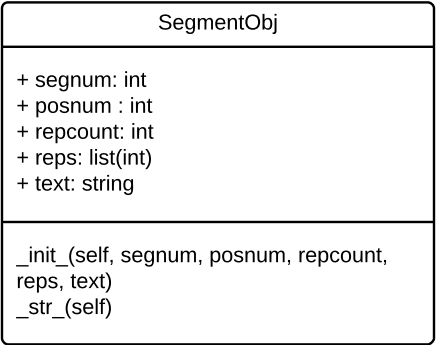 SegmentObj
+ segnum: int
+ posnum : int
+ repcount: int
+ reps: list(int)
+ text: string
_init_(self, segnum, posnum, repcount,
reps, text)
_str_(self)